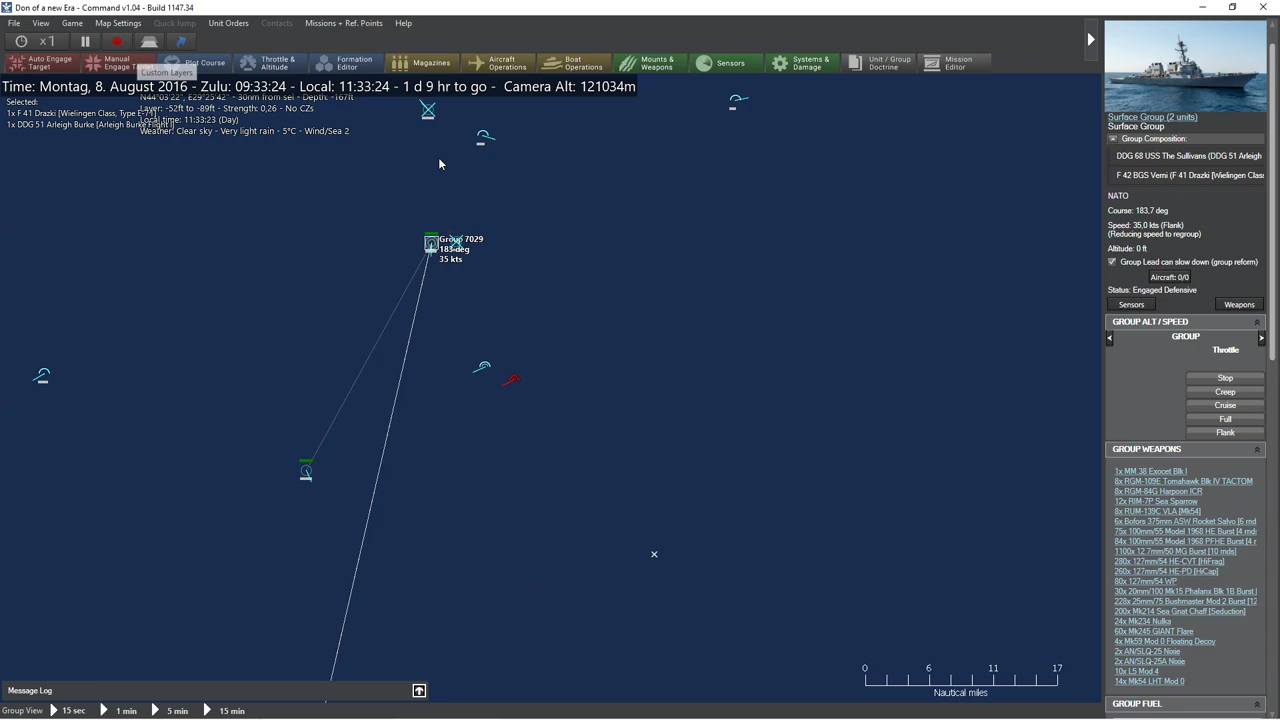 Don of a new Era - Command v1.04 - Build 1147.34
File View Game Map Settings Quick Jump Unit Orders Contacts Missions + Ref. Points Help
x1
Auto Engage Target
Manual Engage Target
Plot Course
Throttle & Altitude
Formation Editor
Magazines
Aircraft Operations
Boat Operations
Mounts & Weapons
Sensors
Systems & Damage
Unit / Group Doctrine
Mission Editor
Custom Layers
Time: Montag, 8. August 2016 - Zulu: 09:33:24 - Local: 11:33:24 - 1 d 9 hr to go - Camera Alt: 121034m
Selected:
1x F 41 Drazki [Wielingen Class, Type E-71]
1x DDG 51 Arleigh Burke [Arleigh Burke Flight I]
N44°03'22", E29°25'42" - 30nm from sel - Depth: -167ft
Layer: -52ft to -89ft - Strength: 0,26 - No CZs
Local time: 11:33:23 (Day)
Weather: Clear sky - Very light rain - 5°C - Wind/Sea 2
Group 7029
183 deg
35 kts
0 6 11 17
Nautical miles
Message Log
Group View 15 sec 1 min 5 min 15 min
Surface Group (2 units)
Surface Group
Group Composition:
DDG 68 USS The Sullivans (DDG 51 Arleigh
F 42 BGS Verni (F 41 Drazki [Wielingen Class
NATO
Course: 183,7 deg
Speed: 35,0 kts (Flank)
(Reducing speed to regroup)
Altitude: 0 ft
Group Lead can slow down (group reform)
Aircraft: 0/0
Status: Engaged Defensive
Sensors Weapons
GROUP ALT / SPEED
GROUP
Throttle
Stop
Creep
Cruise
Full
Flank
GROUP WEAPONS
1x MM.38 Exocet Blk I
8x RGM-109E Tomahawk Blk IV TACTOM
8x RGM-84G Harpoon ICR
12x RIM-7P Sea Sparrow
8x RUM-139C VLA [Mk54]
6x Bofors 375mm ASW Rocket Salvo [6 rnd
75x 100mm/55 Model 1968 HE Burst [4 rnds
84x 100mm/55 Model 1968 PFHE Burst [4 r
1100x 12.7mm/50 MG Burst [10 rnds]
280x 127mm/54 HE-CVT [HiFrag]
260x 127mm/54 HE-PD [HiCap]
80x 127mm/54 WP
30x 20mm/100 Mk15 Phalanx Blk 1B Burst [
228x 25mm/75 Bushmaster Mod 2 Burst [12
200x Mk214 Sea Gnat Chaff [Seduction]
24x Mk234 Nulka
60x Mk245 GIANT Flare
4x Mk59 Mod 0 Floating Decoy
2x AN/SLQ-25 Nixie
2x AN/SLQ-25A Nixie
10x L5 Mod 4
14x Mk54 LHT Mod 0
GROUP FUEL